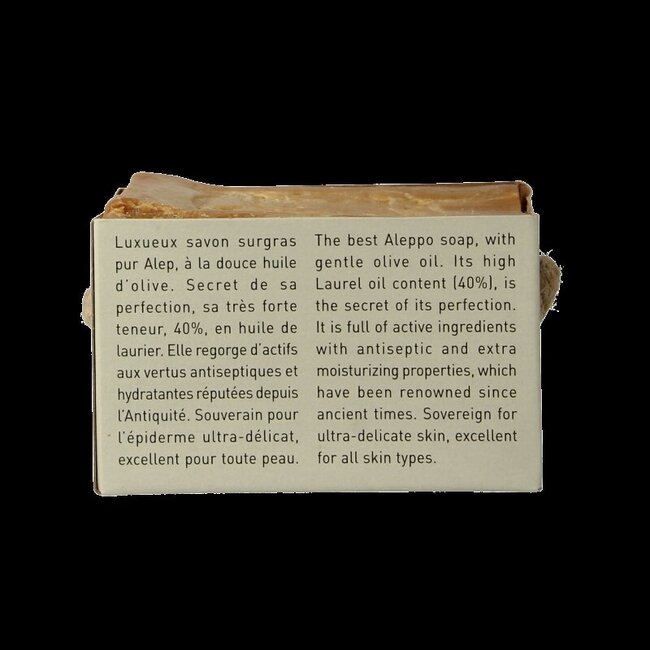 Luxueux savon surgras
pur Alep, à la douce huile
d'olive. Secret de sa
perfection, sa très forte
teneur, 40%, en huile de
laurier. Elle regorge d'actifs
aux vertus antiseptiques et
hydratantes réputées depuis
l'Antiquité. Souverain pour
l'épiderme ultra-délicat,
excellent pour toute peau.
The best Aleppo soap, with
gentle olive oil. Its high
Laurel oil content (40%), is
the secret of its perfection.
It is full of active ingredients
with antiseptic and extra
moisturizing properties, which
have been renowned since
ancient times. Sovereign for
ultra-delicate skin, excellent
for all skin types.